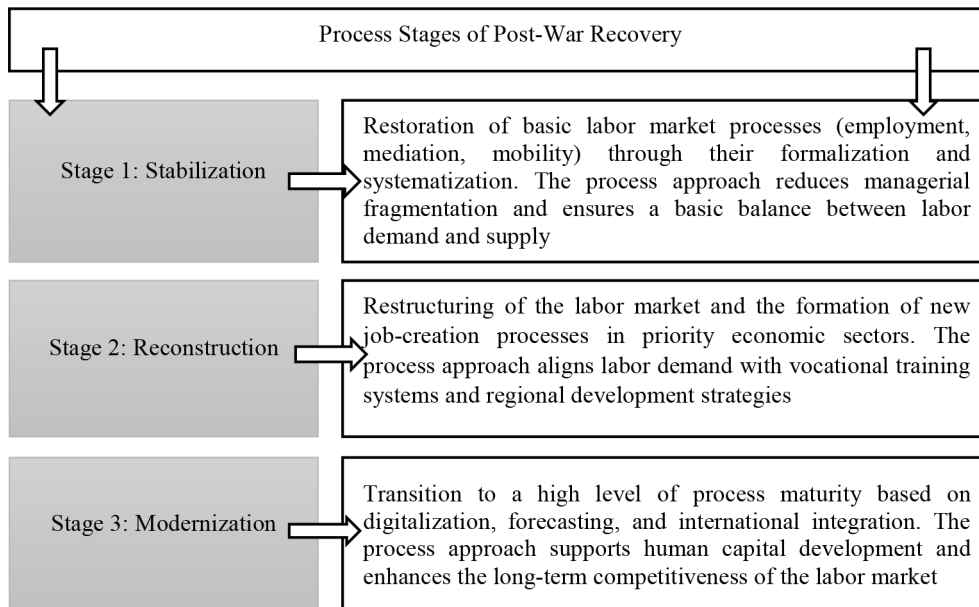 Process Stages of Post-War Recovery
Stage 1: Stabilization
Restoration of basic labor market processes (employment,
mediation, mobility) through their formalization and
systematization. The process approach reduces managerial
fragmentation and ensures a basic balance between labor
demand and supply
Stage 2: Reconstruction
Restructuring of the labor market and the formation of new
job-creation processes in priority economic sectors. The
process approach aligns labor demand with vocational training
systems and regional development strategies
Stage 3: Modernization
Transition to a high level of process maturity based on
digitalization, forecasting, and international integration. The
process approach supports human capital development and
enhances the long-term competitiveness of the labor market